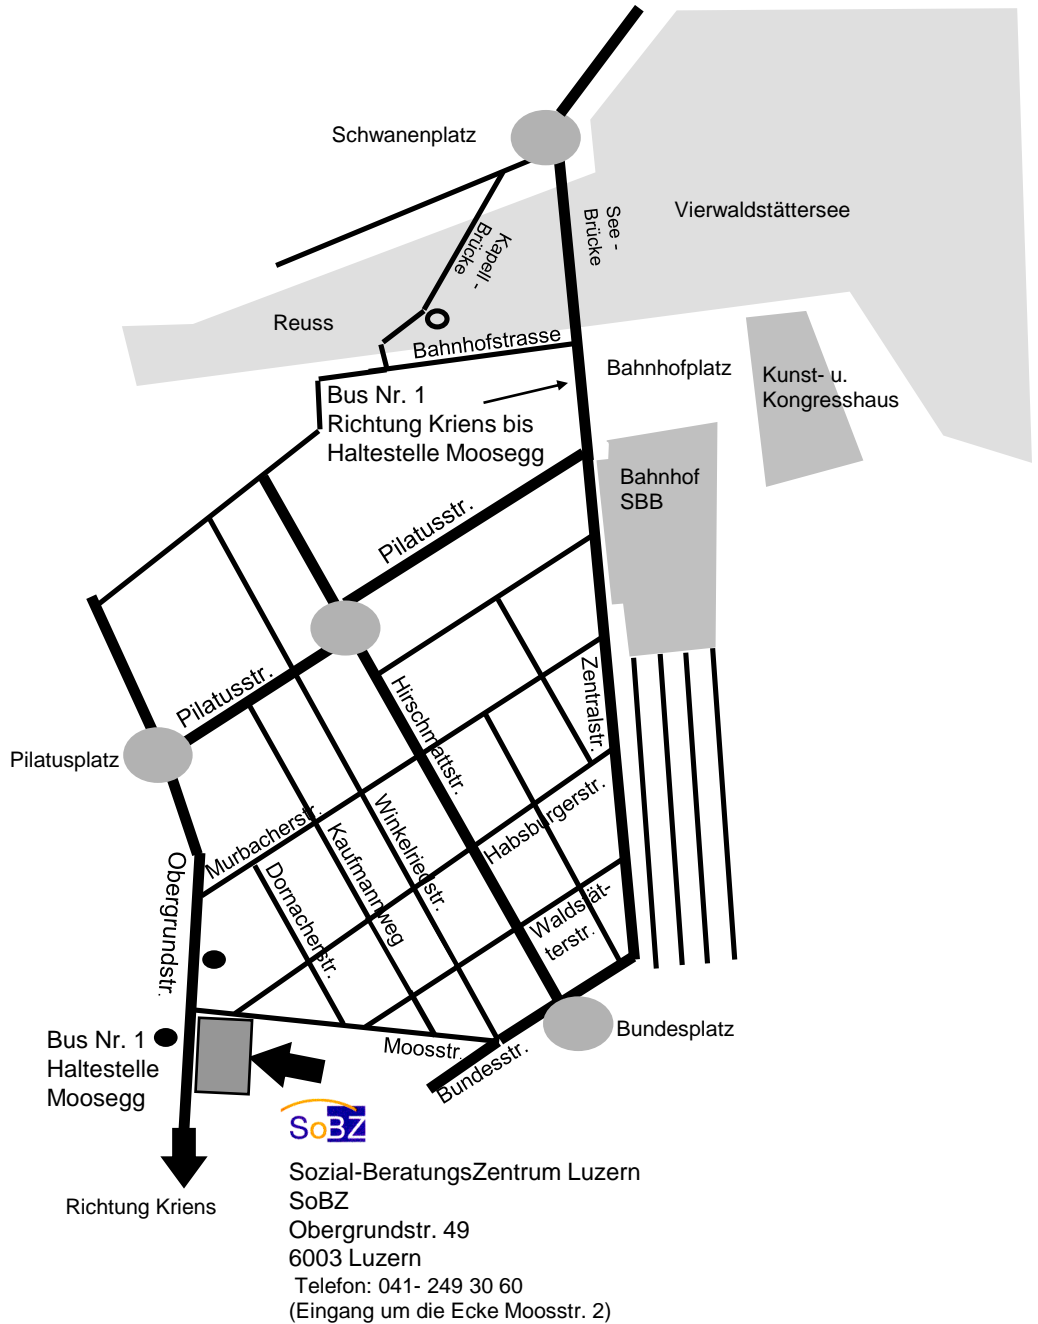 Schwanenplatz
Vierwaldstättersee
See -
Brücke
Kapell -
Brücke
Reuss
Bahnhofstrasse
Bahnhofplatz
Kunst- u.
Kongresshaus
Bus Nr. 1
Richtung Kriens bis
Haltestelle Moosegg
Bahnhof
SBB
Pilatusstr.
Pilatusstr.
Zentralstr.
Hirschmattstr.
Pilatusplatz
Murbacherstr.
Winkelriedstr.
Kaufmannweg
Habsburgerstr.
Dornacherstr.
Obergrundstr.
Waldstät-
terstr.
Bundesplatz
Moosstr.
Bundesstr.
Bus Nr. 1
Haltestelle
Moosegg
SoBZ
Richtung Kriens
Sozial-BeratungsZentrum Luzern
SoBZ
Obergrundstr. 49
6003 Luzern
Telefon: 041- 249 30 60
(Eingang um die Ecke Moosstr. 2)